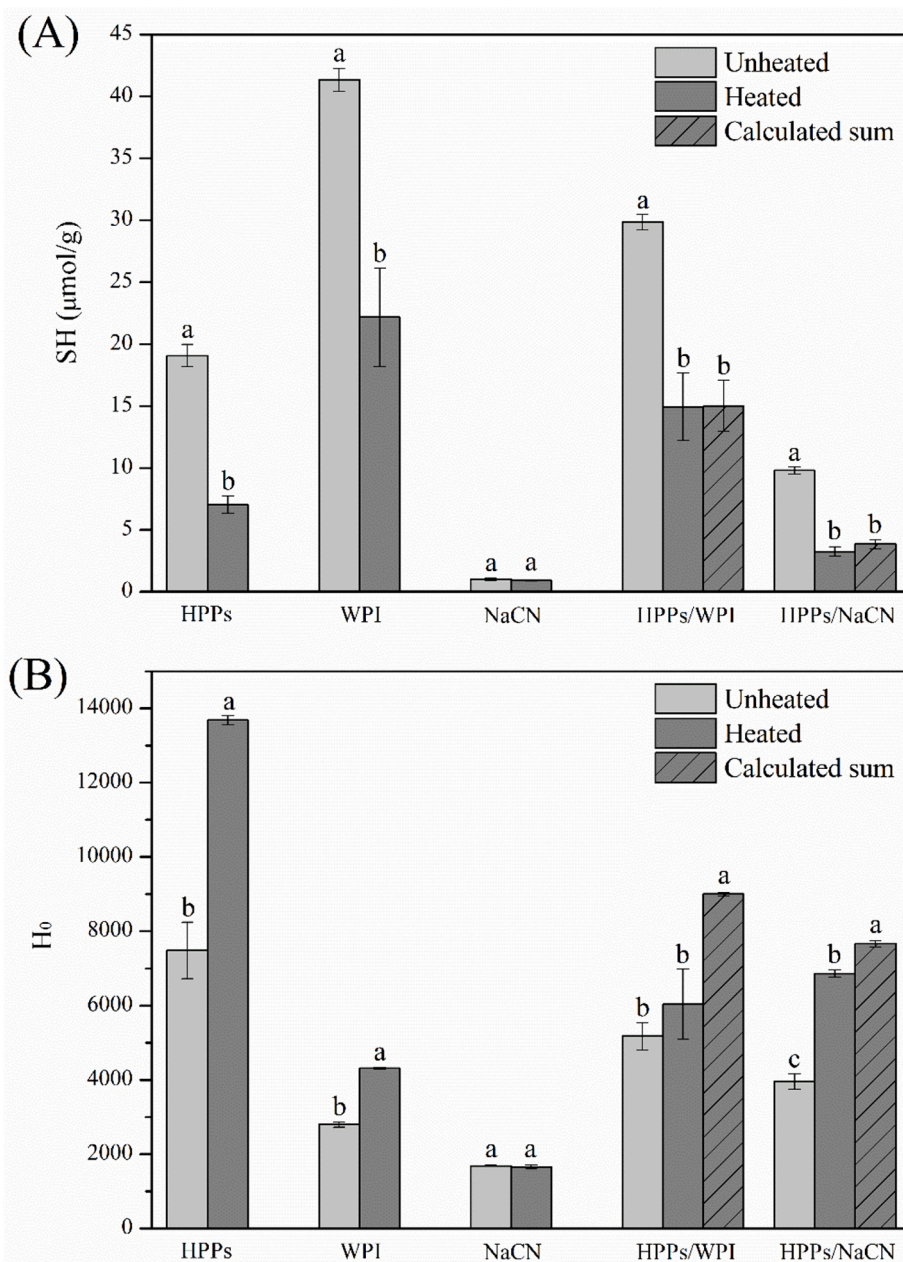 (A)
45
40
35
30
25
20
15
10
5
0
SH (μmol/g)
Unheated
Heated
Calculated sum
a
b
a
b
a
a
a
b
b
a
b
b
HPPs
WPI
NaCN
HPPs/WPI
HPPs/NaCN
(B)
14000
12000
10000
8000
6000
4000
2000
0
H₀
Unheated
Heated
Calculated sum
b
a
b
a
a
a
b
b
a
c
b
a
HPPs
WPI
NaCN
HPPs/WPI
HPPs/NaCN